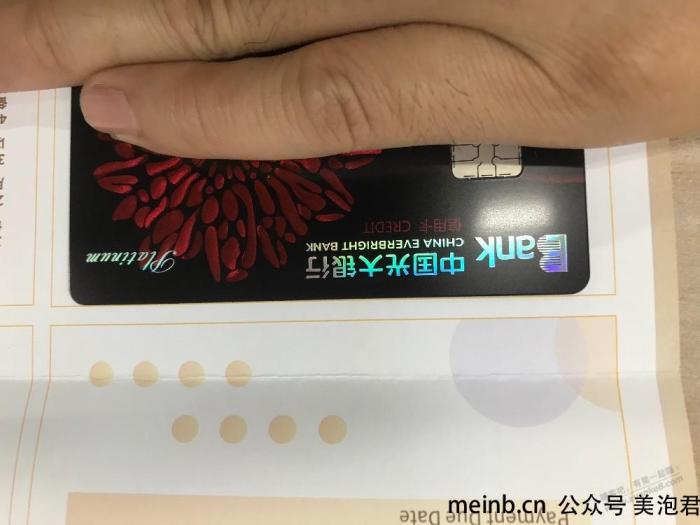 Bank
中国光大银行
CHINA EVERBRIGHT BANK
信用卡 CREDIT
Platinum
Payment Due Date
meinb.cn 公众号 美泡君